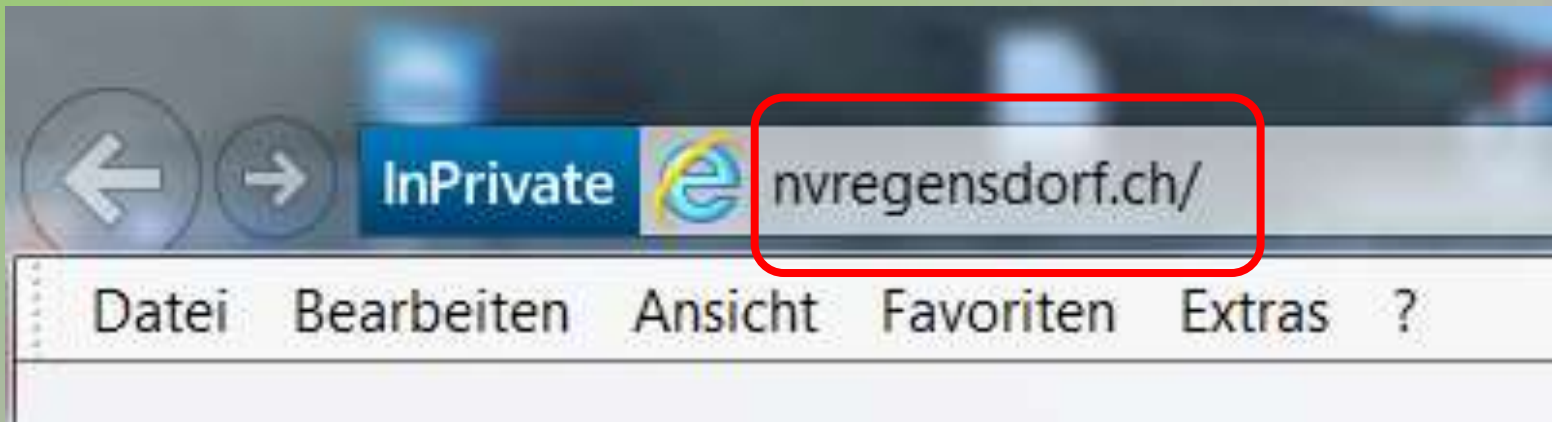 InPrivate nvregensdorf.ch/
Datei Bearbeiten Ansicht Favoriten Extras ?